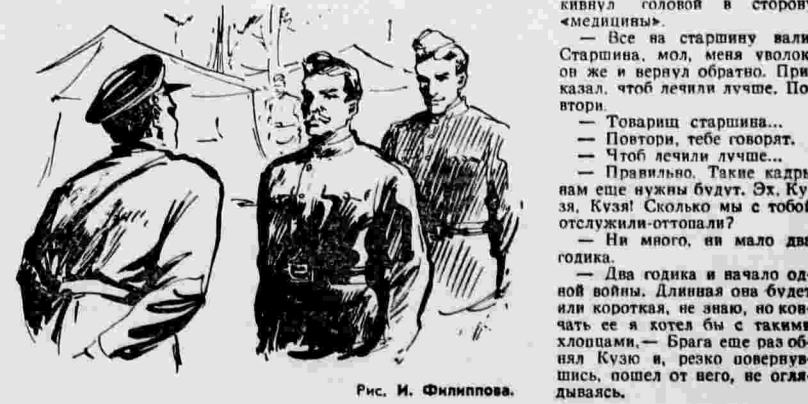 Рис. И. Филиппова.
кивнул головой в сторону
«медицины».
— Все на старшину вали
Старшина, мол, меня уволок
он же и вернул обратно. При
казал, чтоб лечили лучше. По
втори.
— Товарищ старшина...
— Повтори, тебе говорят.
— Чтоб лечили лучше...
— Правильно. Такие кадры
нам еще нужны будут. Эх, Ку
зя, Кузя! Сколько мы с тобой
отслужили-оттопали?
— Ни много, ни мало два
годика.
— Два годика и начало од-
ной войны. Длинная она будет
или короткая, не знаю, но кон-
чать ее я хотел бы с такими
хлопцами,— Брага еще раз об-
нял Кузю и, резко повернув-
шись, пошел от него, не огля-
дываясь.